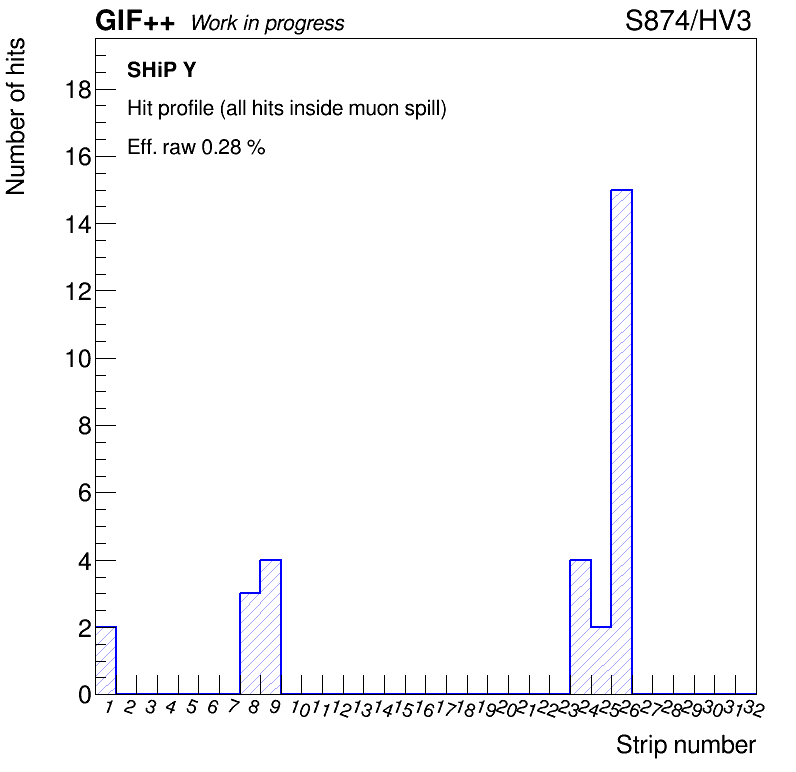 GIF++ Work in progress S874/HV3
Number of hits
SHiP Y
Hit profile (all hits inside muon spill)
Eff. raw 0.28 %
18
16
14
12
10
8
6
4
2
0
1 2 3 4 5 6 7 8 9 10 11 12 13 14 15 16 17 18 19 20 21 22 23 24 25 26 27 28 29 30 31 32
Strip number